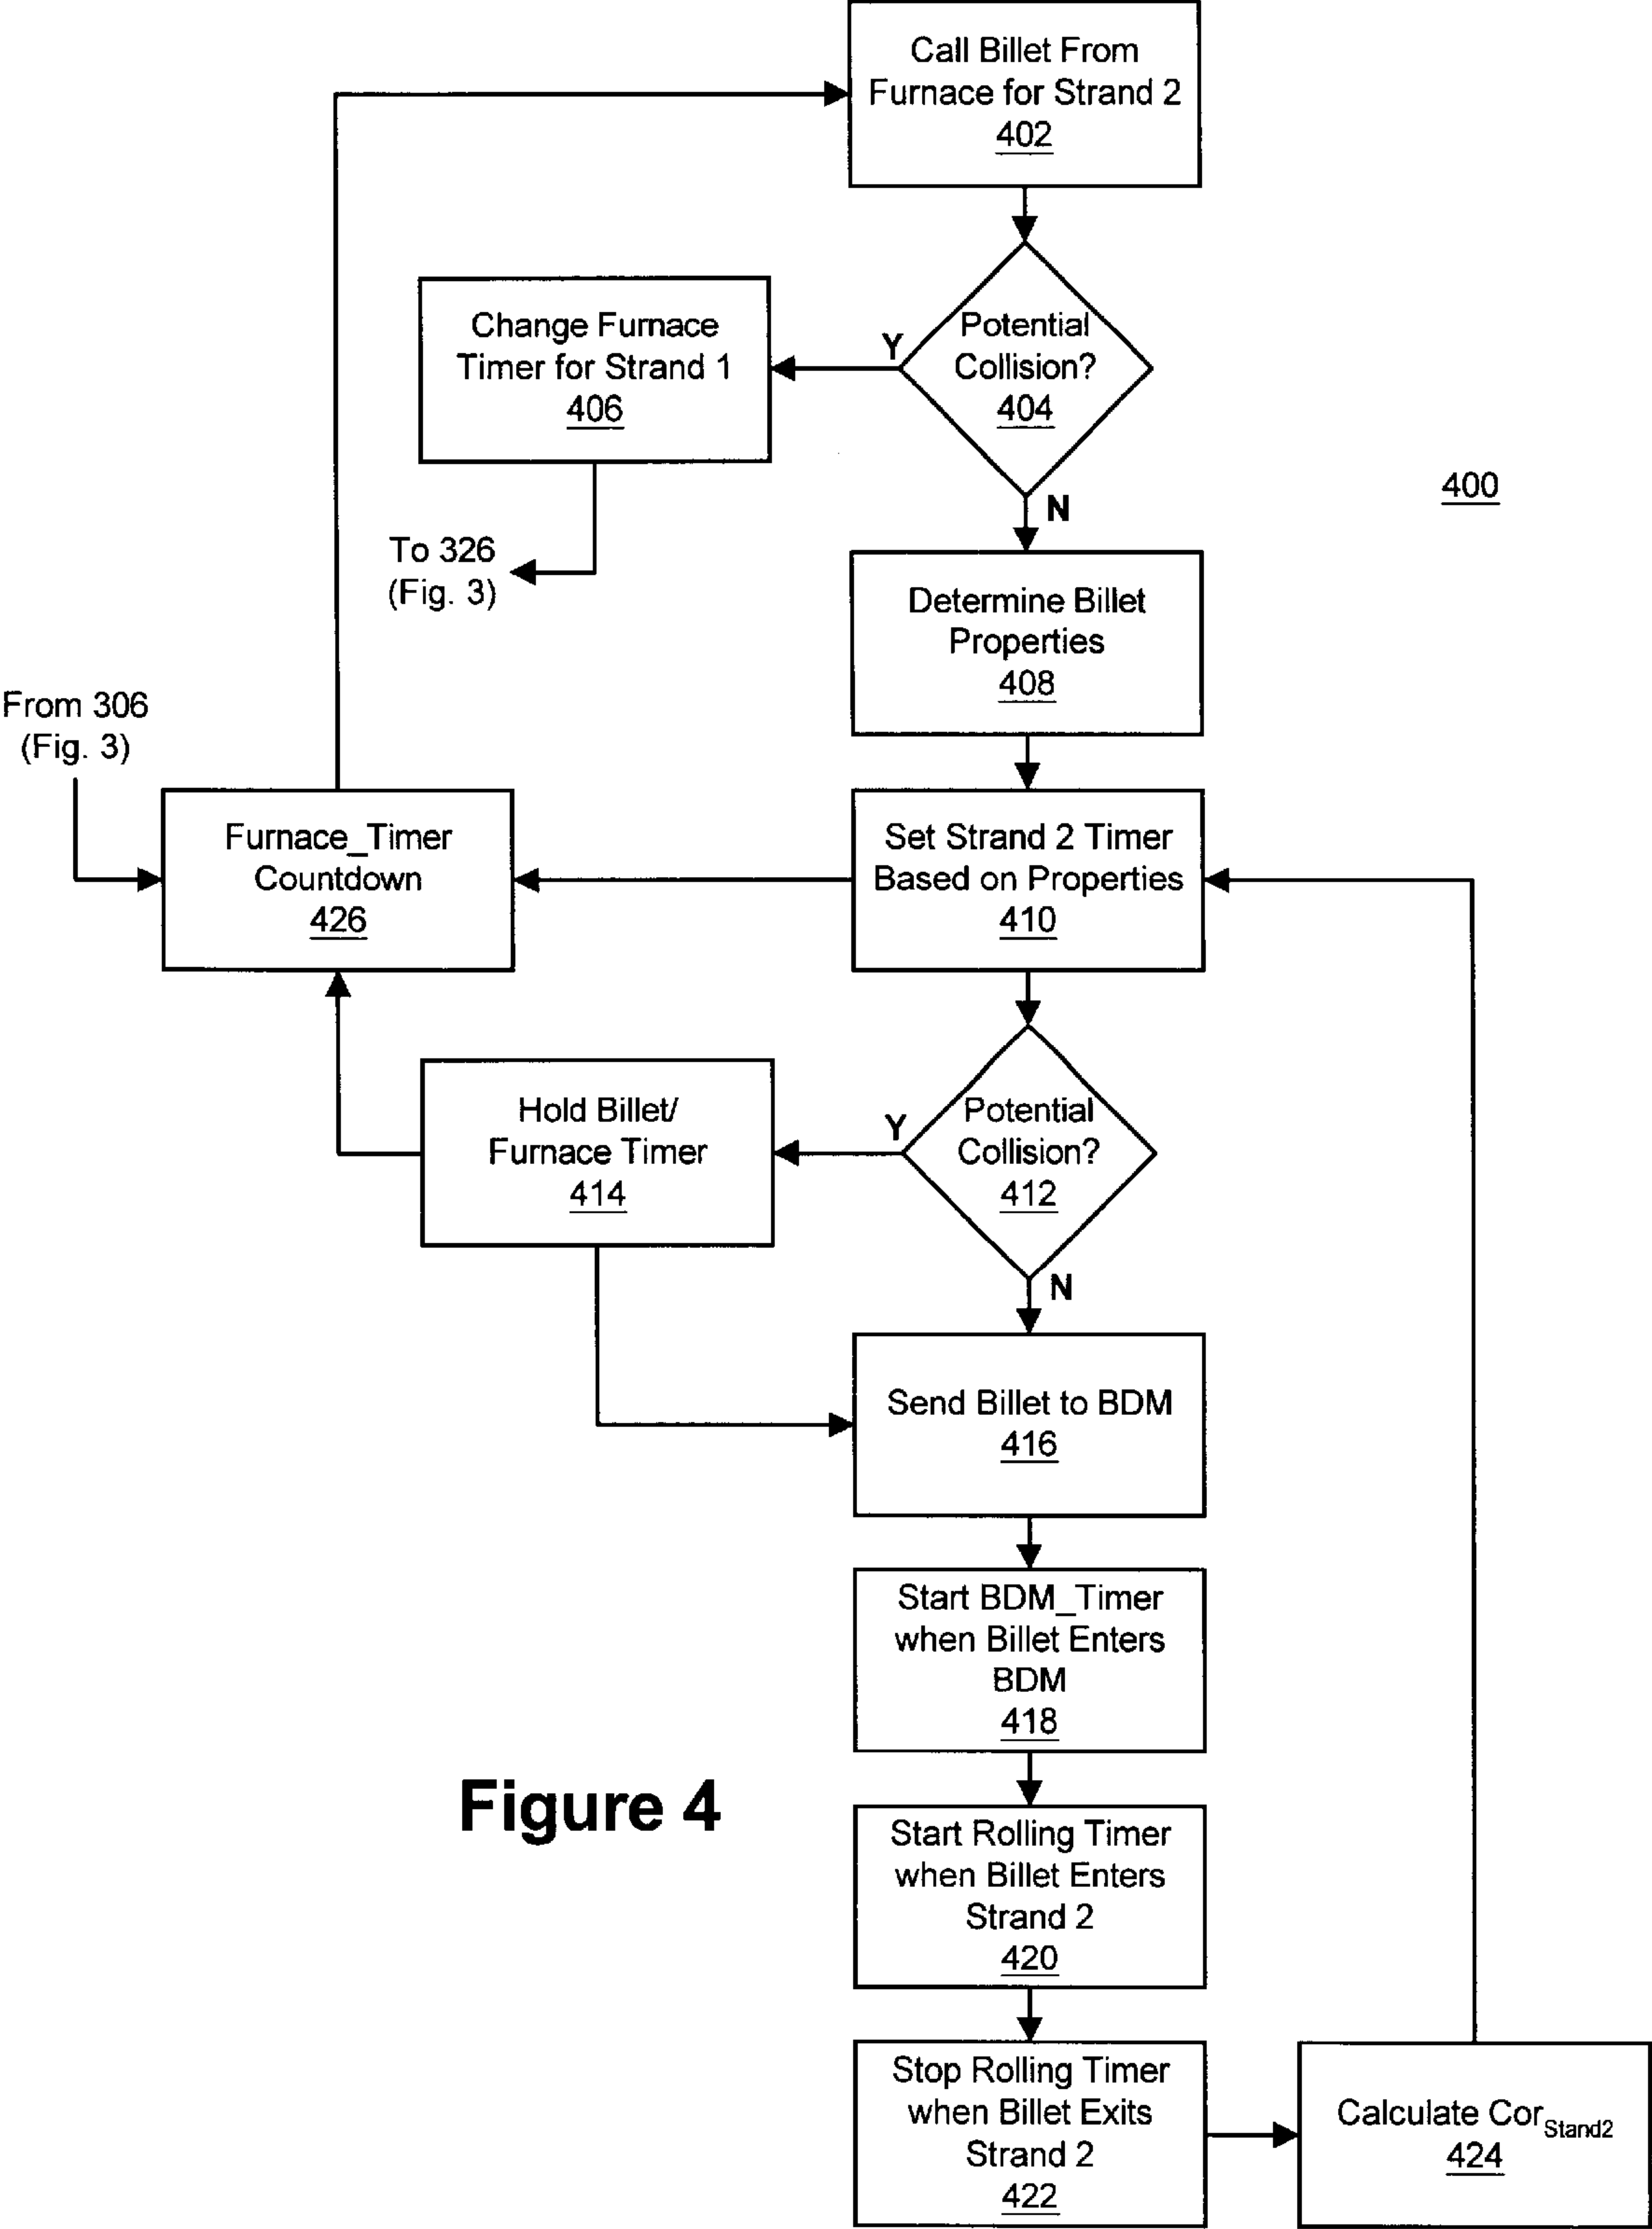 Call Billet From
Furnace for Strand 2
402
Change Furnace
Timer for Strand 1
406
Y
Potential
Collision?
404
N
400
To 326
(Fig. 3)
Determine Billet
Properties
408
From 306
(Fig. 3)
Furnace_Timer
Countdown
426
Set Strand 2 Timer
Based on Properties
410
Hold Billet/
Furnace Timer
414
Y
Potential
Collision?
412
N
Send Billet to BDM
416
Start BDM_Timer
when Billet Enters
BDM
418
Figure 4
Start Rolling Timer
when Billet Enters
Strand 2
420
Stop Rolling Timer
when Billet Exits
Strand 2
422
Calculate Cor Stand2
424